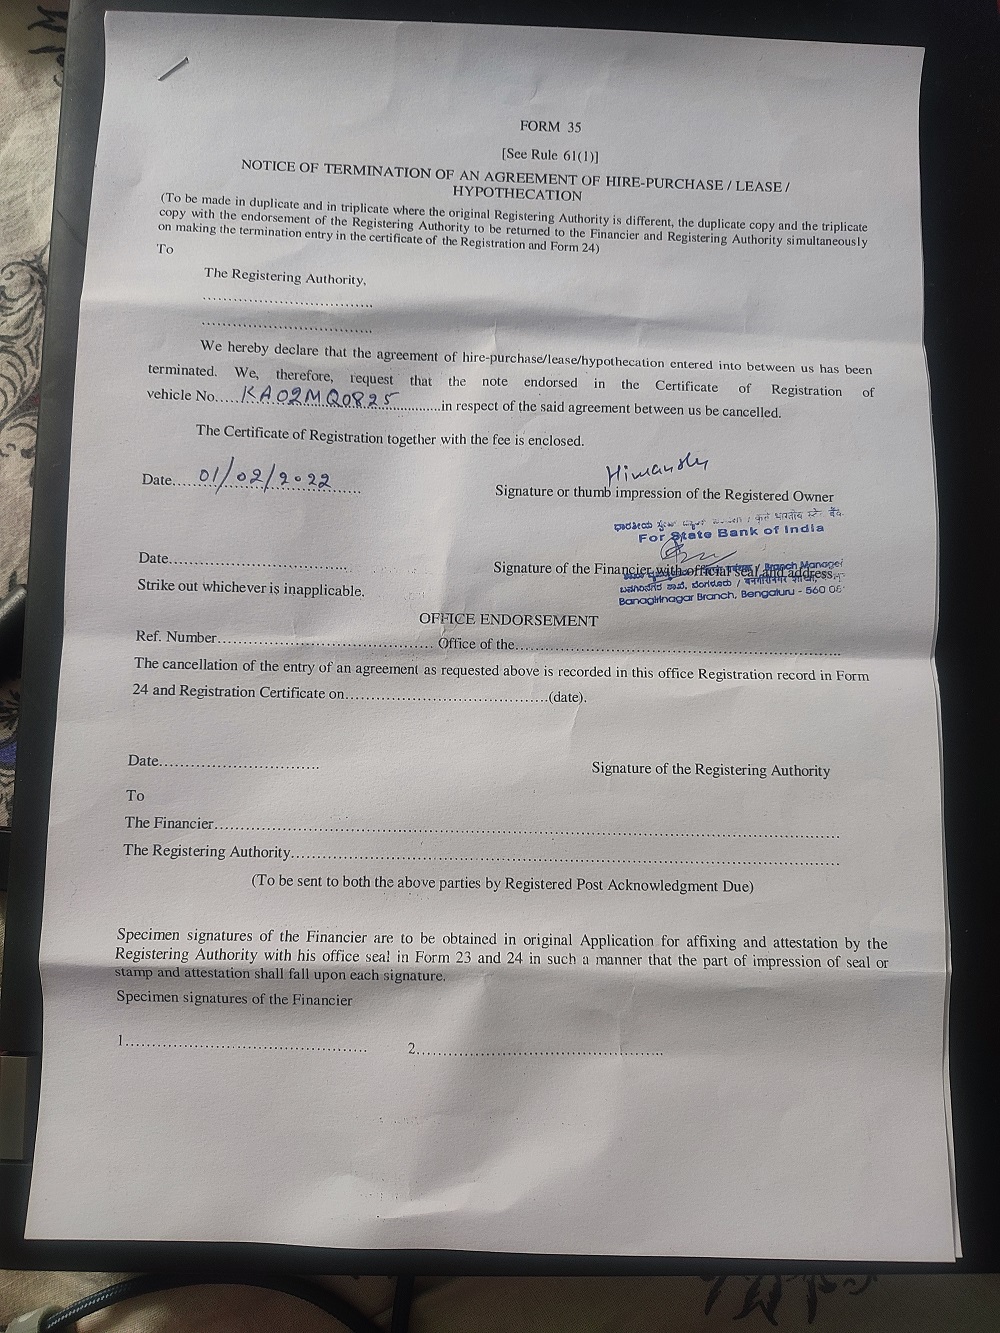 FORM 35
[See Rule 61(1)]
NOTICE OF TERMINATION OF AN AGREEMENT OF HIRE-PURCHASE / LEASE /
HYPOTHECATION
(To be made in duplicate and in triplicate where the original Registering Authority is different, the duplicate copy and the triplicate
copy with the endorsement of the Registering Authority to be returned to the Financier and Registering Authority simultaneously
on making the termination entry in the certificate of the Registration and Form 24)
To
The Registering Authority,
.................................
.................................
We hereby declare that the agreement of hire-purchase/lease/hypothecation entered into between us has been
terminated. We, therefore, request that the note endorsed in the Certificate of Registration of
vehicle No.....KA02MQ0825..............in respect of the said agreement between us be cancelled.
The Certificate of Registration together with the fee is enclosed.
Date......01/02/2022......
Himanshu
Signature or thumb impression of the Registered Owner
For State Bank of India
Date...................................
Signature of the Financier with official seal and address.
Branch Manager
Strike out whichever is inapplicable.
Banagirinagar Branch, Bengaluru - 560 08
OFFICE ENDORSEMENT
Ref. Number.......................................... Office of the..............................................................
The cancellation of the entry of an agreement as requested above is recorded in this office Registration record in Form
24 and Registration Certificate on.......................................(date).
Date..............................
Signature of the Registering Authority
To
The Financier..............................................................................................
The Registering Authority..................................................................................
(To be sent to both the above parties by Registered Post Acknowledgment Due)
Specimen signatures of the Financier are to be obtained in original Application for affixing and attestation by the
Registering Authority with his office seal in Form 23 and 24 in such a manner that the part of impression of seal or
stamp and attestation shall fall upon each signature.
Specimen signatures of the Financier
1............................................... 2...............................................